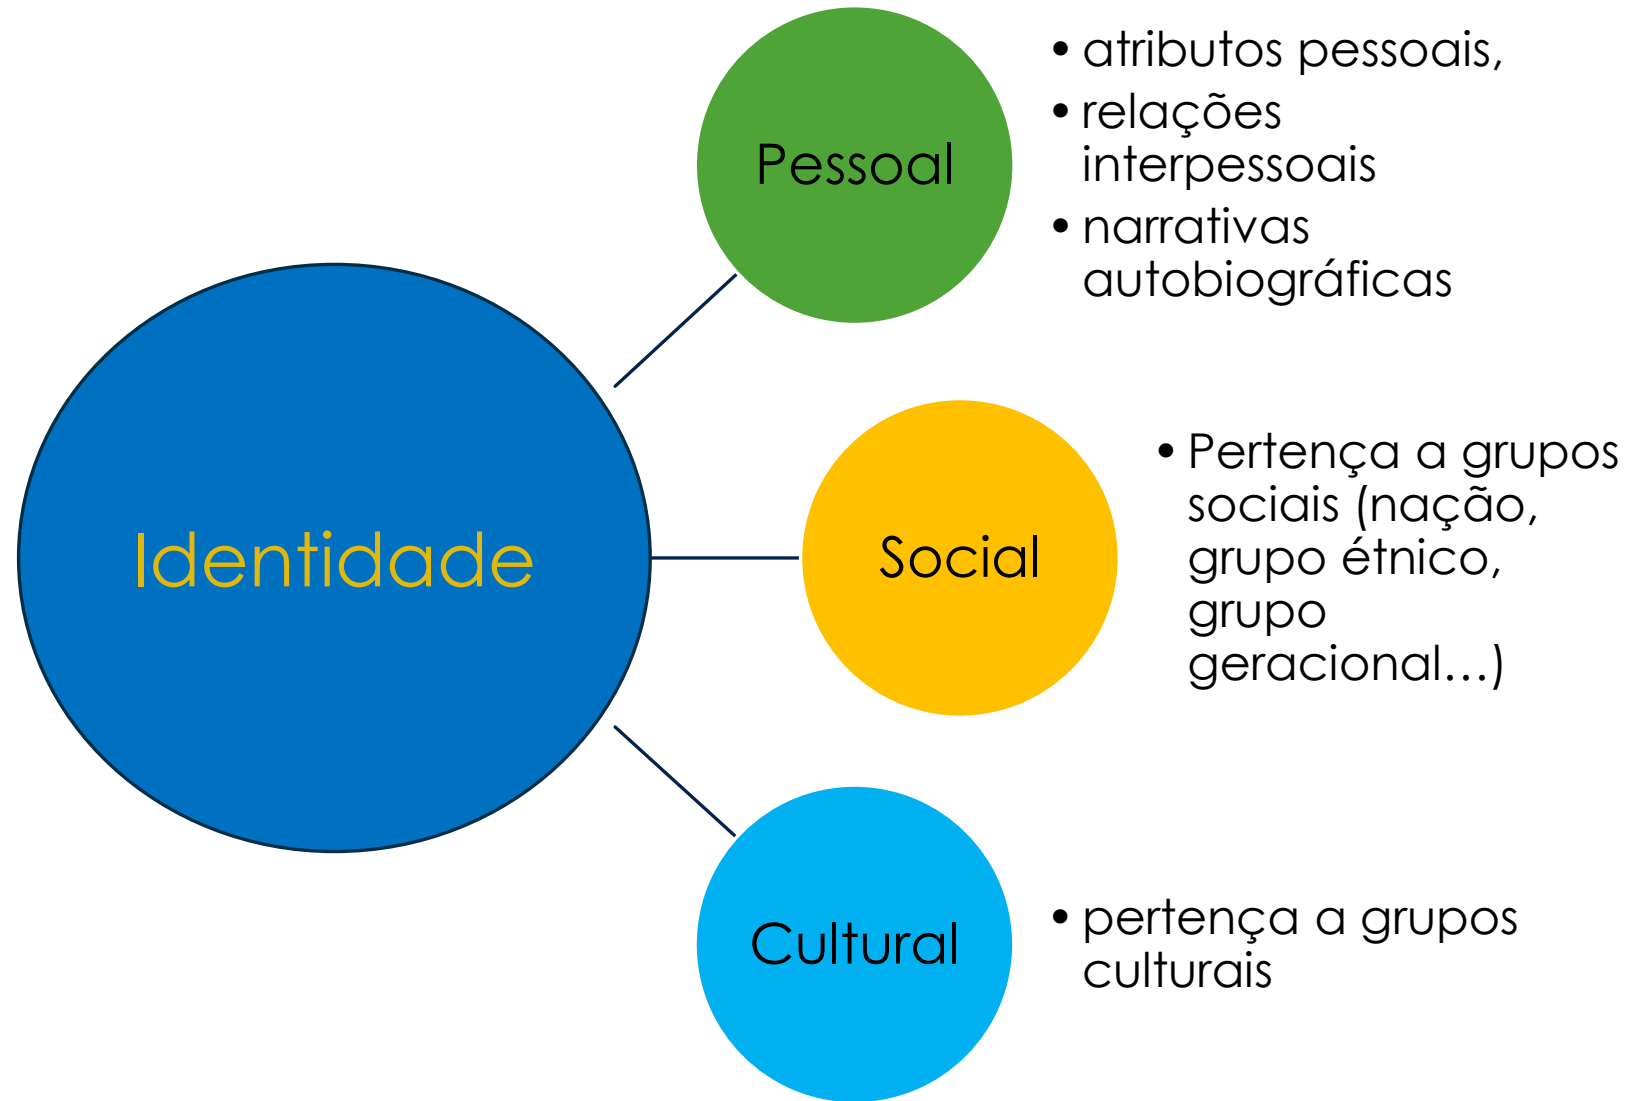 Identidade
Pessoal
• atributos pessoais,
• relações
interpessoais
• narrativas
autobiográficas
Social
• Pertença a grupos
sociais (nação,
grupo étnico,
grupo
geracional…)
Cultural
• pertença a grupos
culturais